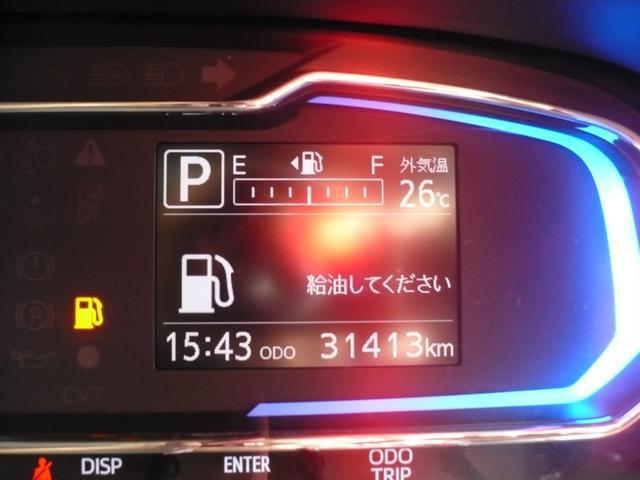 P
E F 外気温
26℃
給油してください
15:43 ODO 31413km
CVT
DISP ENTER ODO
TRIP